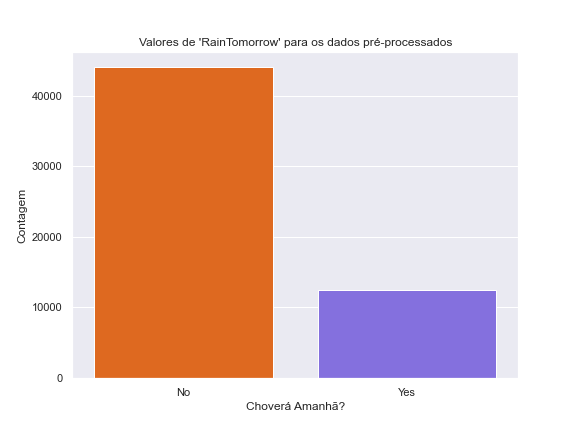 Valores de 'RainTomorrow' para os dados pré-processados
40000
30000
20000
10000
0
Contagem
No
Yes
Choverá Amanhã?